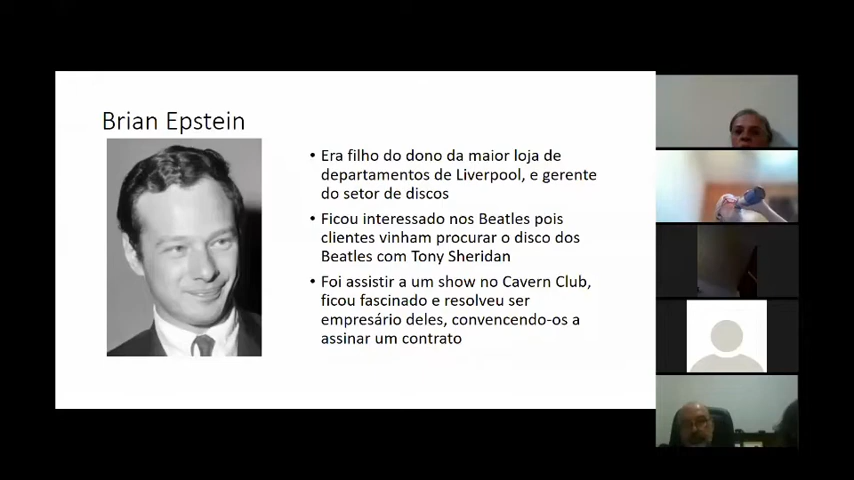 Brian Epstein
• Era filho do dono da maior loja de
departamentos de Liverpool, e gerente
do setor de discos
• Ficou interessado nos Beatles pois
clientes vinham procurar o disco dos
Beatles com Tony Sheridan
• Foi assistir a um show no Cavern Club,
ficou fascinado e resolveu ser
empresário deles, convencendo-os a
assinar um contrato